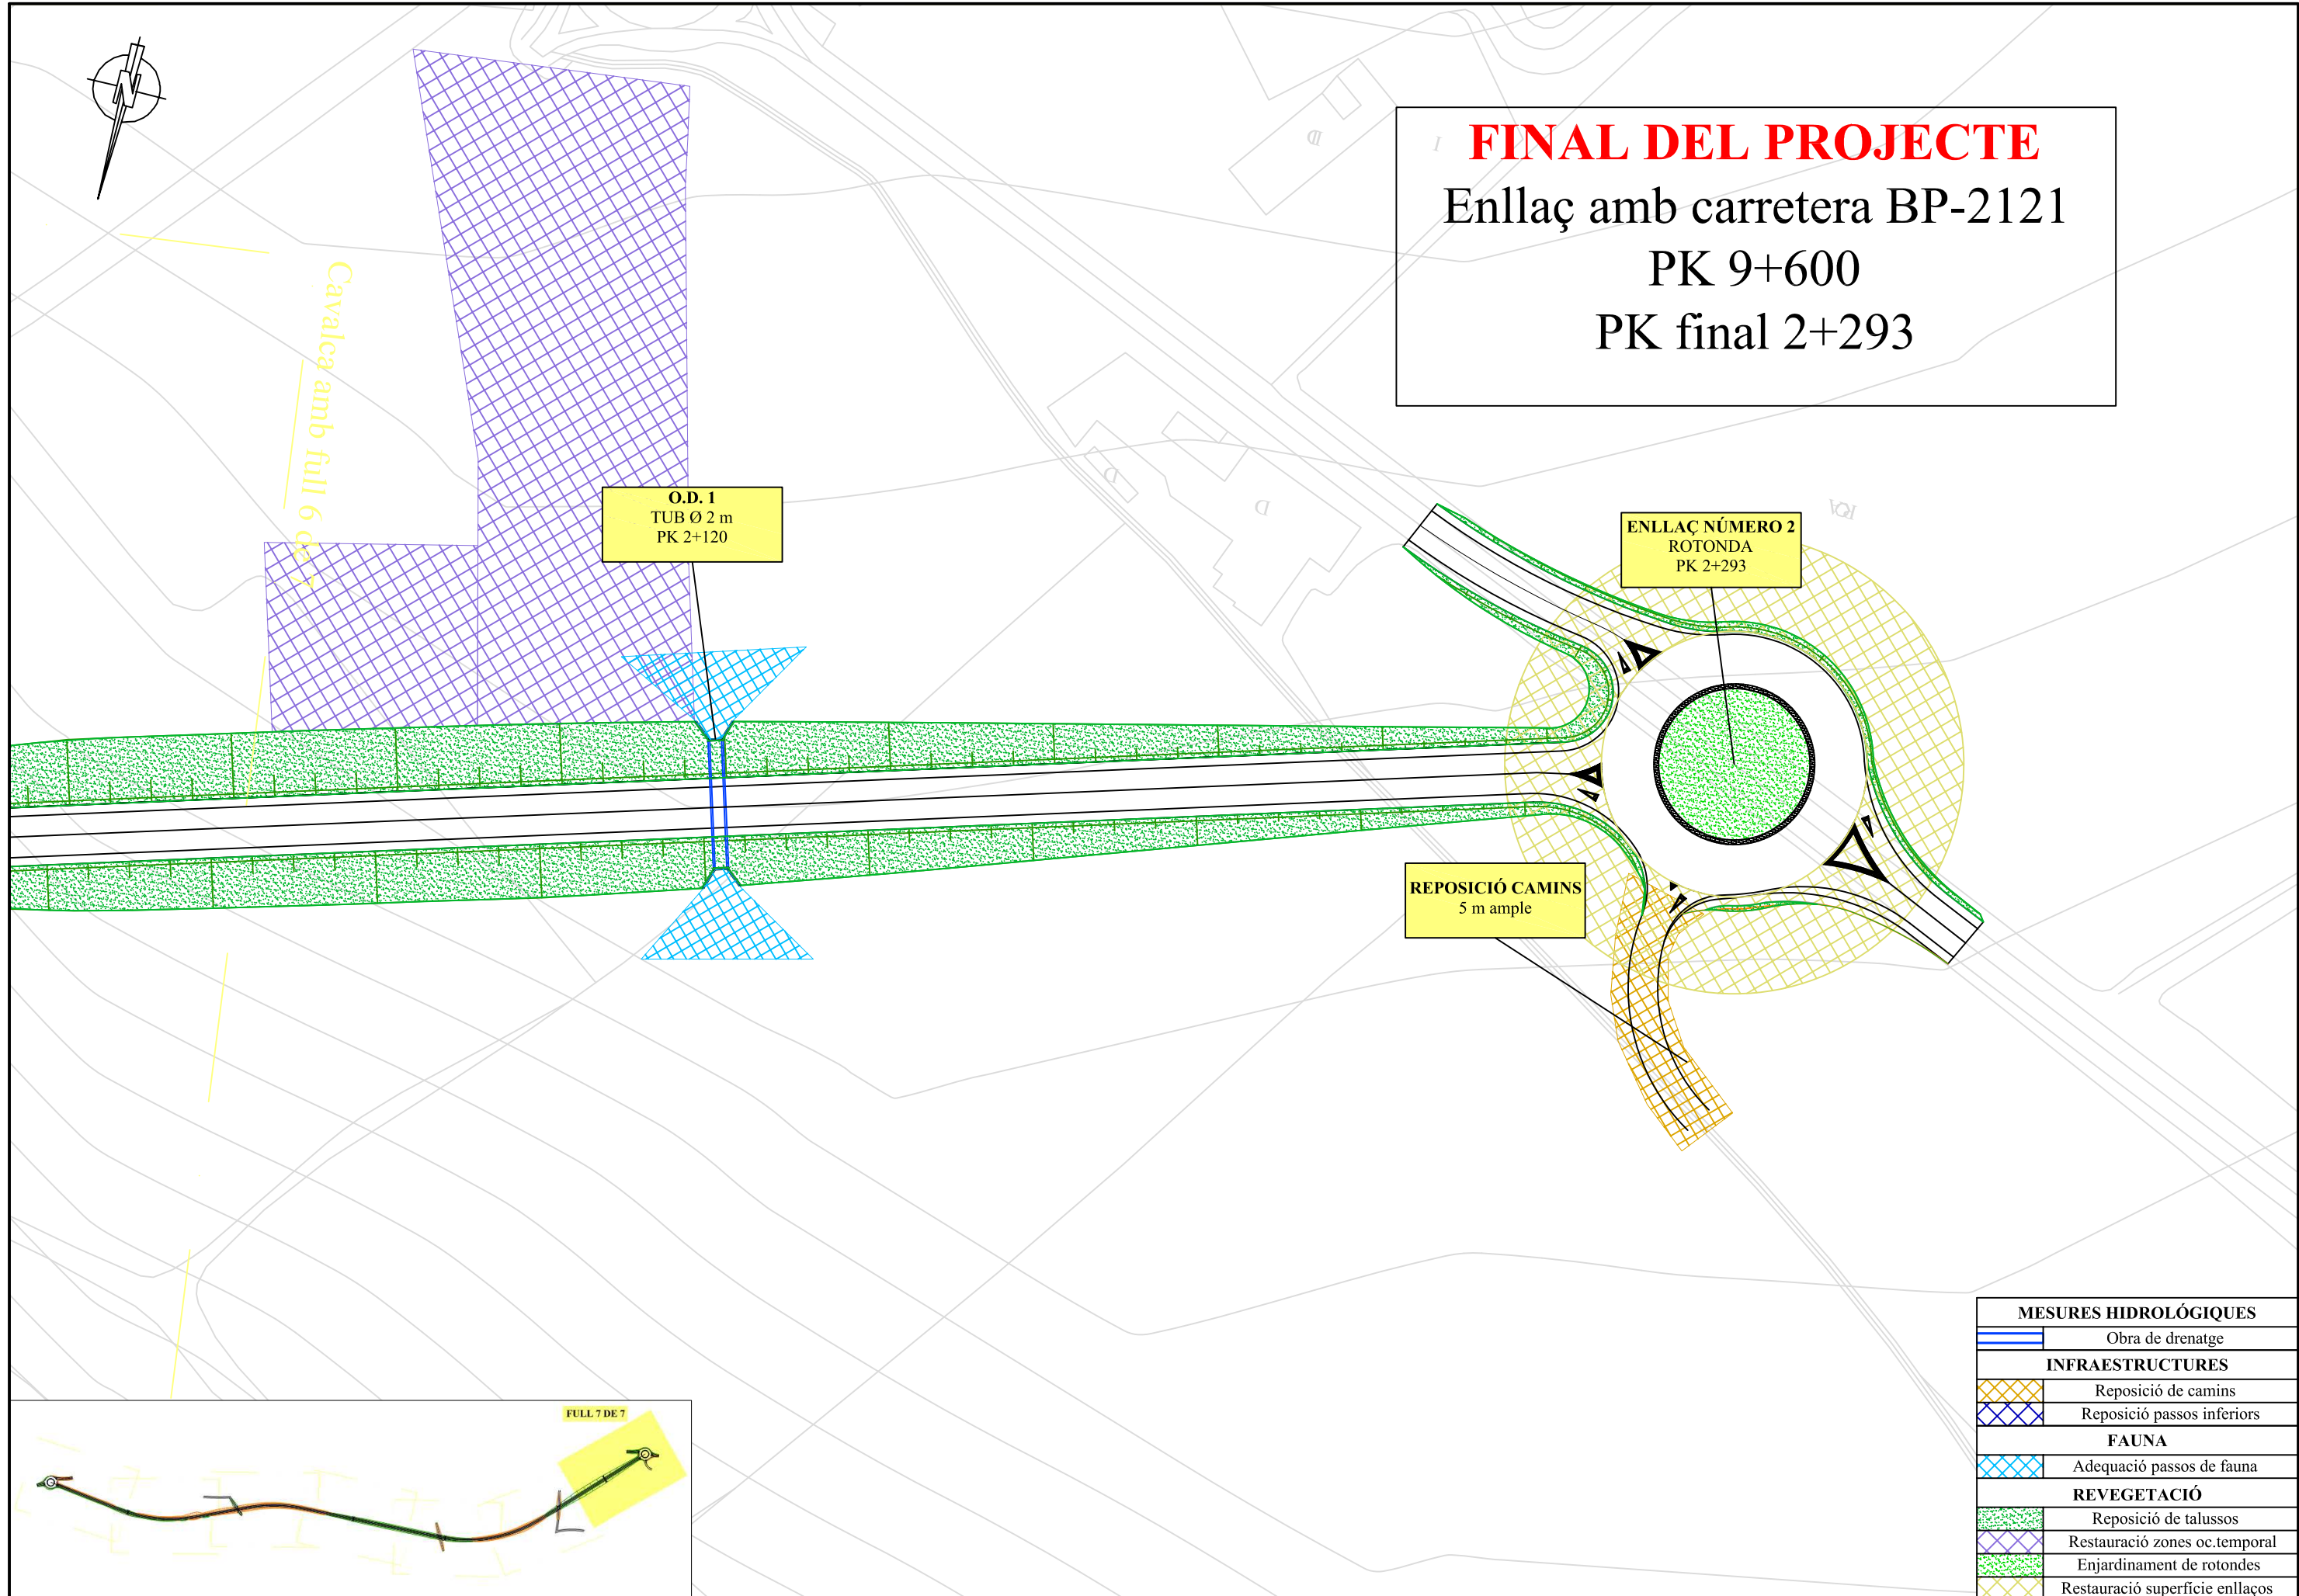 N
FINAL DEL PROJECTE
Enllaç amb carretera BP-2121
PK 9+600
PK final 2+293
Cavalca amb full 6 de 7
O.D. 1
TUB Ø 2 m
PK 2+120
ENLLAÇ NÚMERO 2
ROTONDA
PK 2+293
REPOSICIÓ CAMINS
5 m ample
D
D
I
FULL 7 DE 7
MESURES HIDROLÓGIQUES
Obra de drenatge
INFRAESTRUCTURES
Reposició de camins
Reposició passos inferiors
FAUNA
Adequació passos de fauna
REVEGETACIÓ
Reposició de talussos
Restauració zones oc.temporal
Enjardinament de rotondes
Restauració superfície enllaços